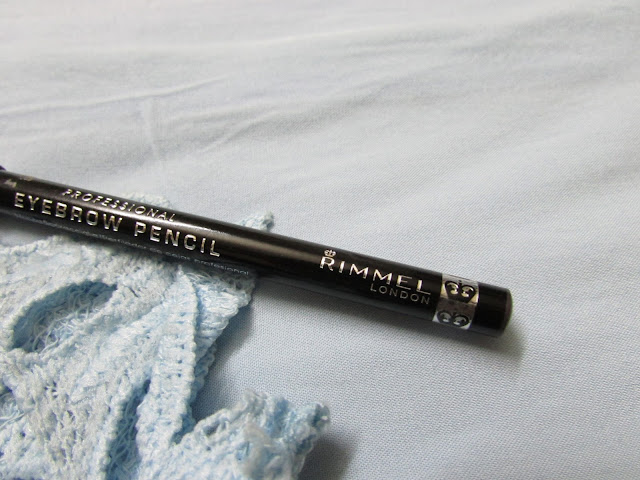 PROFESSIONAL
EYEBROW PENCIL
RIMMEL
LONDON